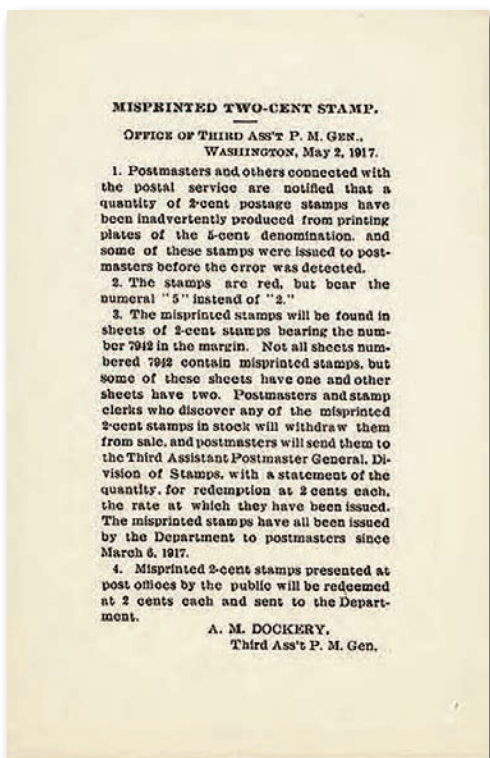 MISPRINTED TWO-CENT STAMP.
OFFICE OF THIRD ASS'T P. M. GEN.,
WASHINGTON, May 2, 1917.
1. Postmasters and others connected with
the postal service are notified that a
quantity of 2-cent postage stamps have
been inadvertently produced from printing
plates of the 5-cent denomination, and
some of these stamps were issued to post-
masters before the error was detected.
2. The stamps are red, but bear the
numeral "5" instead of "2."
3. The misprinted stamps will be found in
sheets of 2-cent stamps bearing the num-
ber 7942 in the margin. Not all sheets num-
bered 7942 contain misprinted stamps, but
some of these sheets have one and other
sheets have two. Postmasters and stamp
clerks who discover any of the misprinted
2-cent stamps in stock will withdraw them
from sale, and postmasters will send them to
the Third Assistant Postmaster General, Di-
vision of Stamps, with a statement of the
quantity, for redemption at 2 cents each,
the rate at which they have been issued.
The misprinted stamps have all been issued
by the Department to postmasters since
March 6, 1917.
4. Misprinted 2-cent stamps presented at
post offices by the public will be redeemed
at 2 cents each and sent to the Depart-
ment.
A. M. DOCKERY,
Third Ass't P. M. Gen.